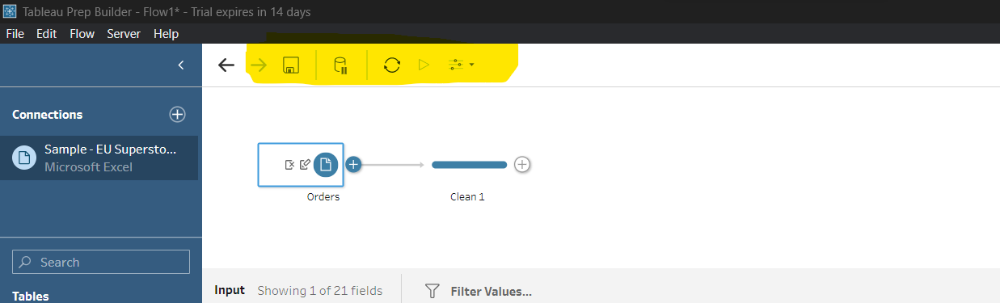 Tableau Prep Builder - Flow1* - Trial expires in 14 days
File Edit Flow Server Help
Connections
Sample - EU Supersto...
Microsoft Excel
Orders
Clean 1
Search
Input Showing 1 of 21 fields Filter Values...
Tables